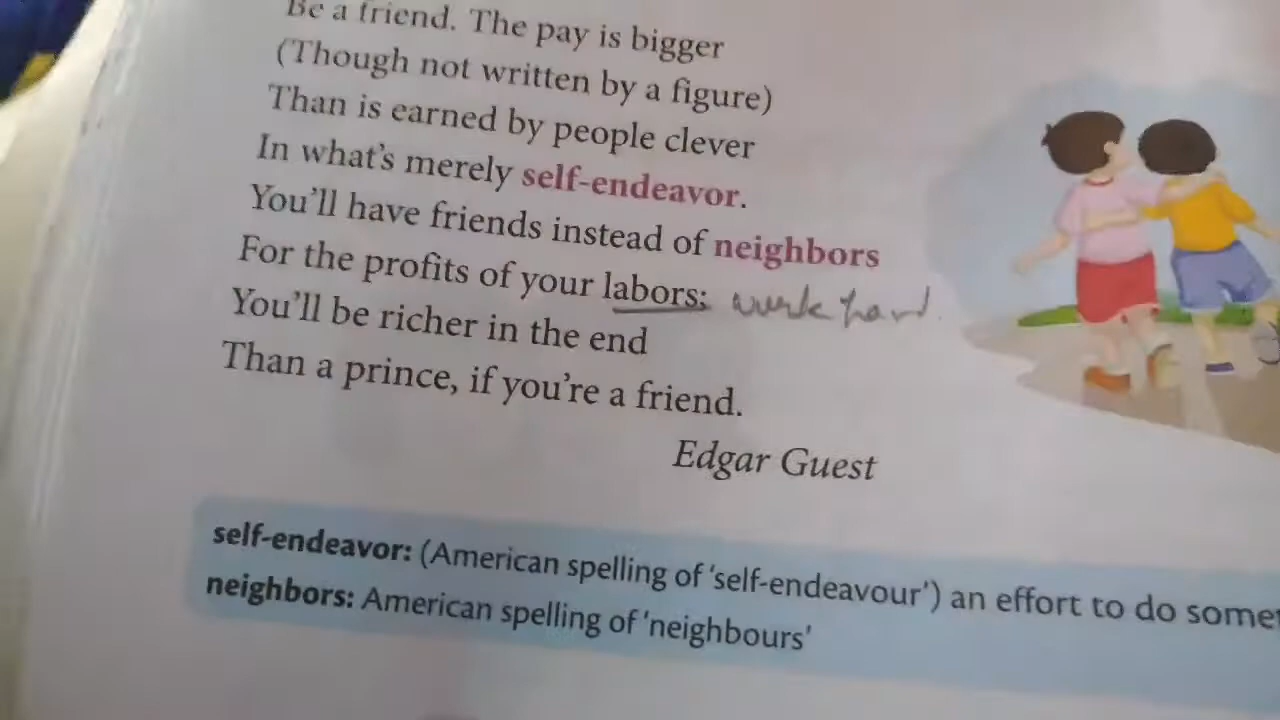 Be a friend. The pay is bigger
(Though not written by a figure)
Than is earned by people clever
In what's merely self-endeavor.
You'll have friends instead of neighbors
For the profits of your labors; work hard.
You'll be richer in the end
Than a prince, if you're a friend.
Edgar Guest
self-endeavor: (American spelling of 'self-endeavour') an effort to do
neighbors: American spelling of 'neighbours'